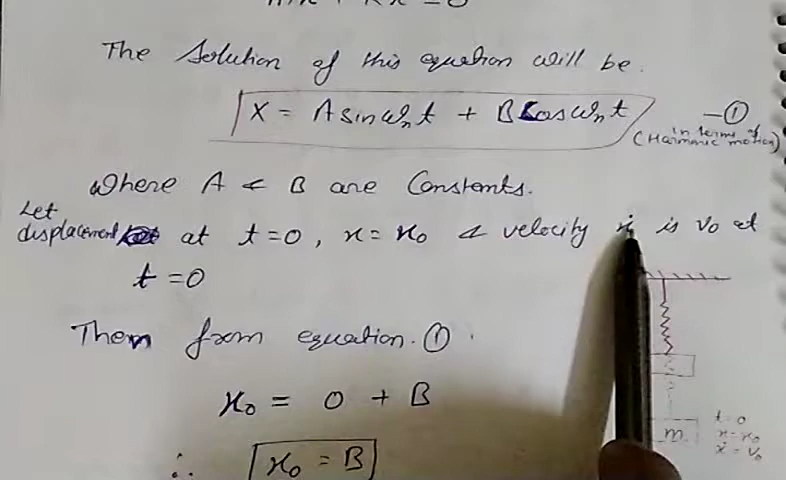 The Solution of this equation will be.
X = A sin ωₙt + B Cos ωₙt —①
(in terms of Harmonic motion)
where A & B are Constants.
Let
displacement at t=0, x = x₀ & velocity ẋ is v₀ at
t = 0
Then from equation. ①
x₀ = 0 + B
∴ x₀ = B
m
t = 0
x = x₀
ẋ = v₀